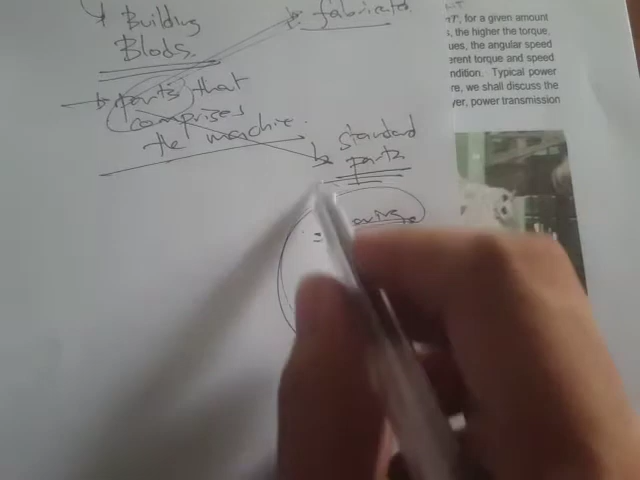 Building
Blocks.
fabricated.
parts that
comprises
the machine.
standard
parts
, for a given amount
, the higher the torque,
ues, the angular speed
erent torque and speed
ndition. Typical power
re, we shall discuss the
er, power transmission